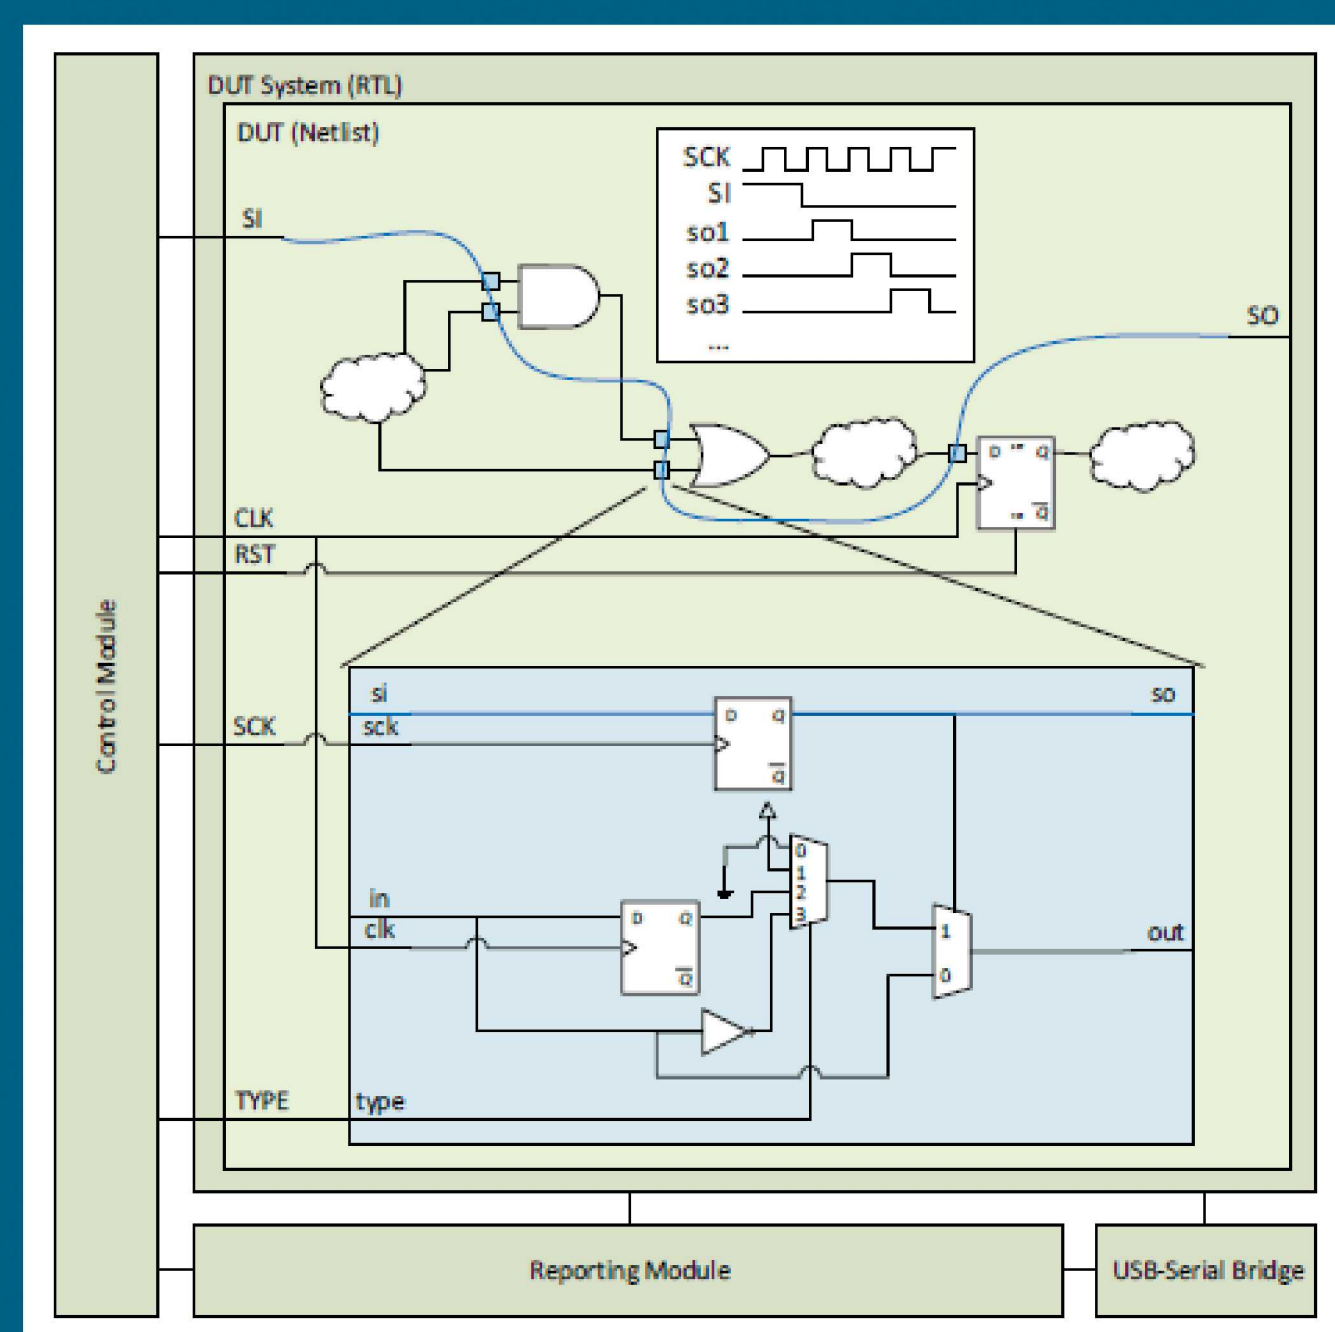 DUT System (RTL)
DUT (Netlist)
SCK
SI
so1
so2
so3
...
SI
SO
D Q
Q
CLK
RST
Control Module
si
so
D Q
SCK
sck
Q
0
1
2
3
in
D Q
clk
1
out
Q
0
TYPE
type
Reporting Module
USB-Serial Bridge